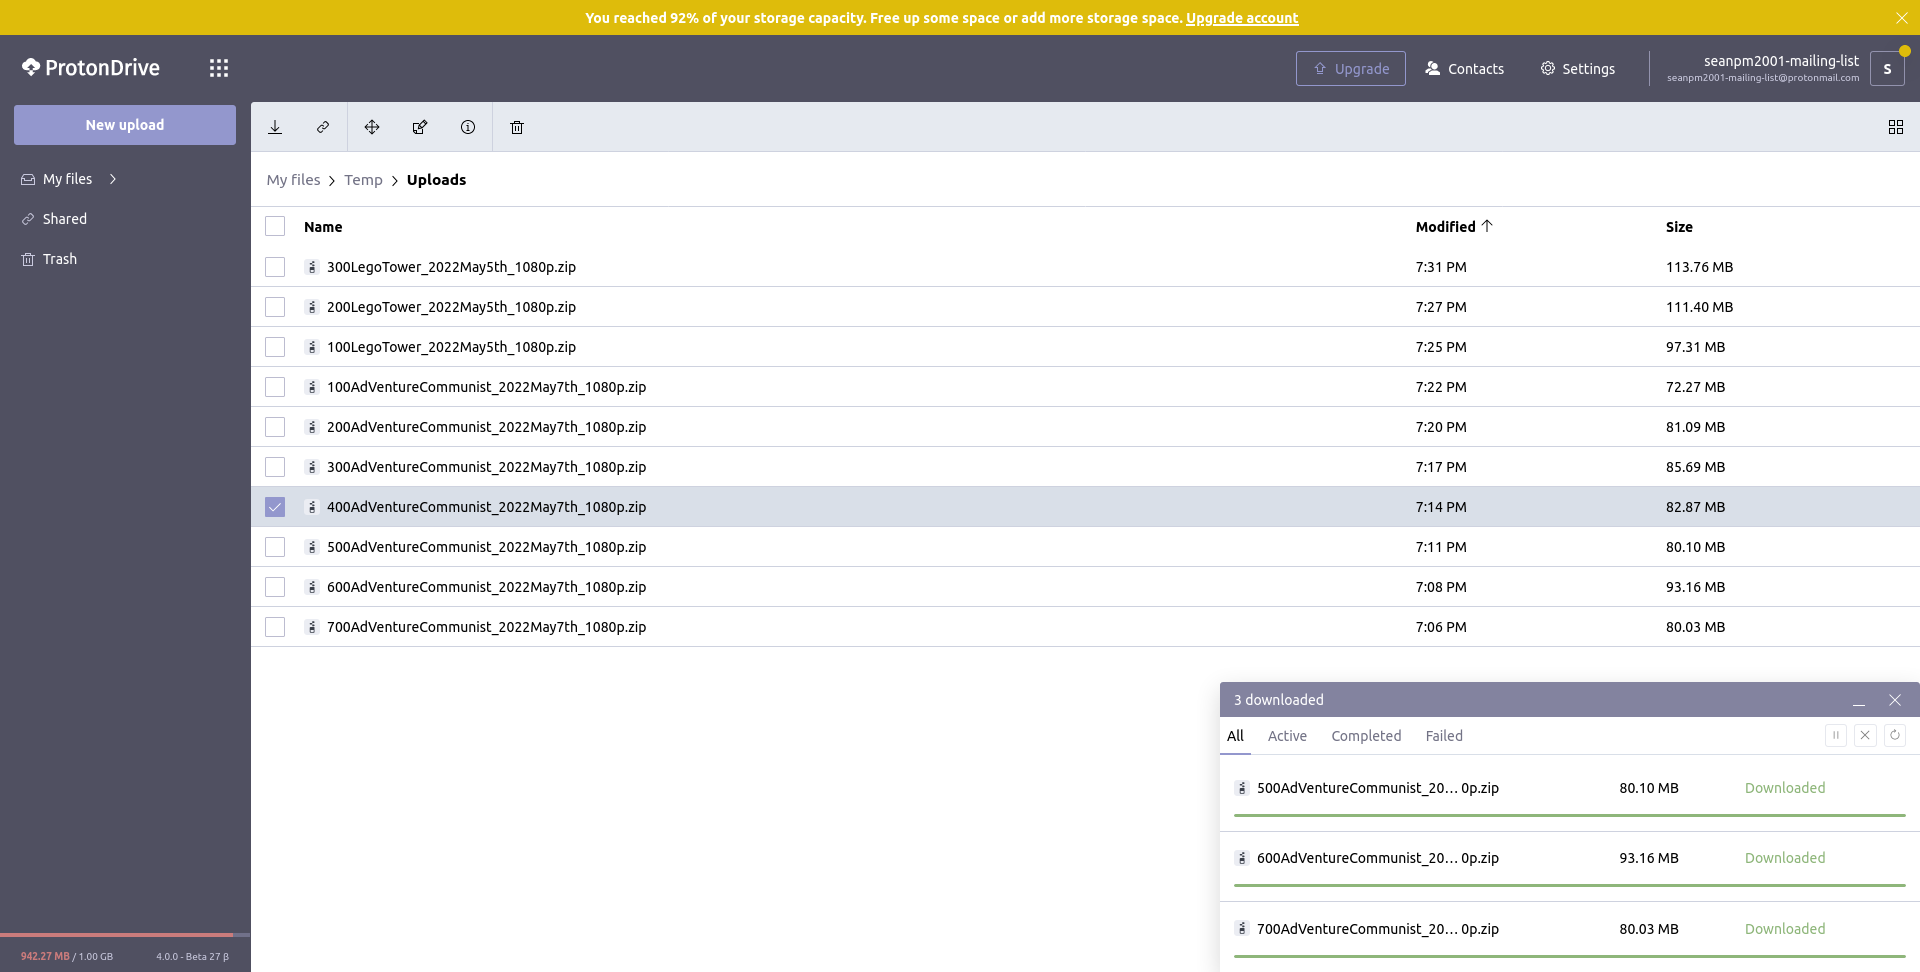 You reached 92% of your storage capacity. Free up some space or add more storage space. Upgrade account
ProtonDrive
Upgrade
Contacts
Settings
seanpm2001-mailing-list
seanpm2001-mailing-list@protonmail.com
S
New upload
My files
Shared
Trash
My files > Temp > Uploads
Name Modified Size
300LegoTower_2022May5th_1080p.zip 7:31 PM 113.76 MB
200LegoTower_2022May5th_1080p.zip 7:27 PM 111.40 MB
100LegoTower_2022May5th_1080p.zip 7:25 PM 97.31 MB
100AdVentureCommunist_2022May7th_1080p.zip 7:22 PM 72.27 MB
200AdVentureCommunist_2022May7th_1080p.zip 7:20 PM 81.09 MB
300AdVentureCommunist_2022May7th_1080p.zip 7:17 PM 85.69 MB
400AdVentureCommunist_2022May7th_1080p.zip 7:14 PM 82.87 MB
500AdVentureCommunist_2022May7th_1080p.zip 7:11 PM 80.10 MB
600AdVentureCommunist_2022May7th_1080p.zip 7:08 PM 93.16 MB
700AdVentureCommunist_2022May7th_1080p.zip 7:06 PM 80.03 MB
3 downloaded
All Active Completed Failed
500AdVentureCommunist_20… 0p.zip 80.10 MB Downloaded
600AdVentureCommunist_20… 0p.zip 93.16 MB Downloaded
700AdVentureCommunist_20… 0p.zip 80.03 MB Downloaded
942.27 MB / 1.00 GB 4.0.0 - Beta 27 β